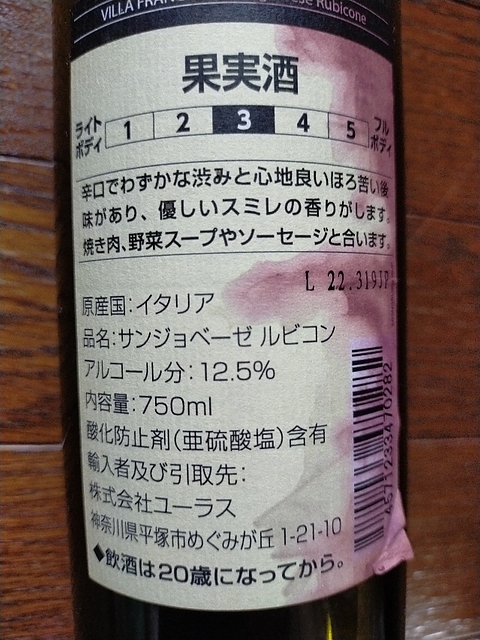 VILLA FRAN
ese Rubicone
果実酒
ライトボディ 1 2 3 4 5 フルボディ
辛口でわずかな渋みと心地良いほろ苦い後
味があり、優しいスミレの香りがします。
焼き肉、野菜スープやソーセージと合います。
L 22.319JP
原産国:イタリア
品名:サンジョベーゼ ルビコン
アルコール分:12.5%
内容量:750ml
酸化防止剤(亜硫酸塩)含有
輸入者及び引取先:
株式会社ユーラス
神奈川県平塚市めぐみが丘1-21-10
◆飲酒は20歳になってから。
4571233470282